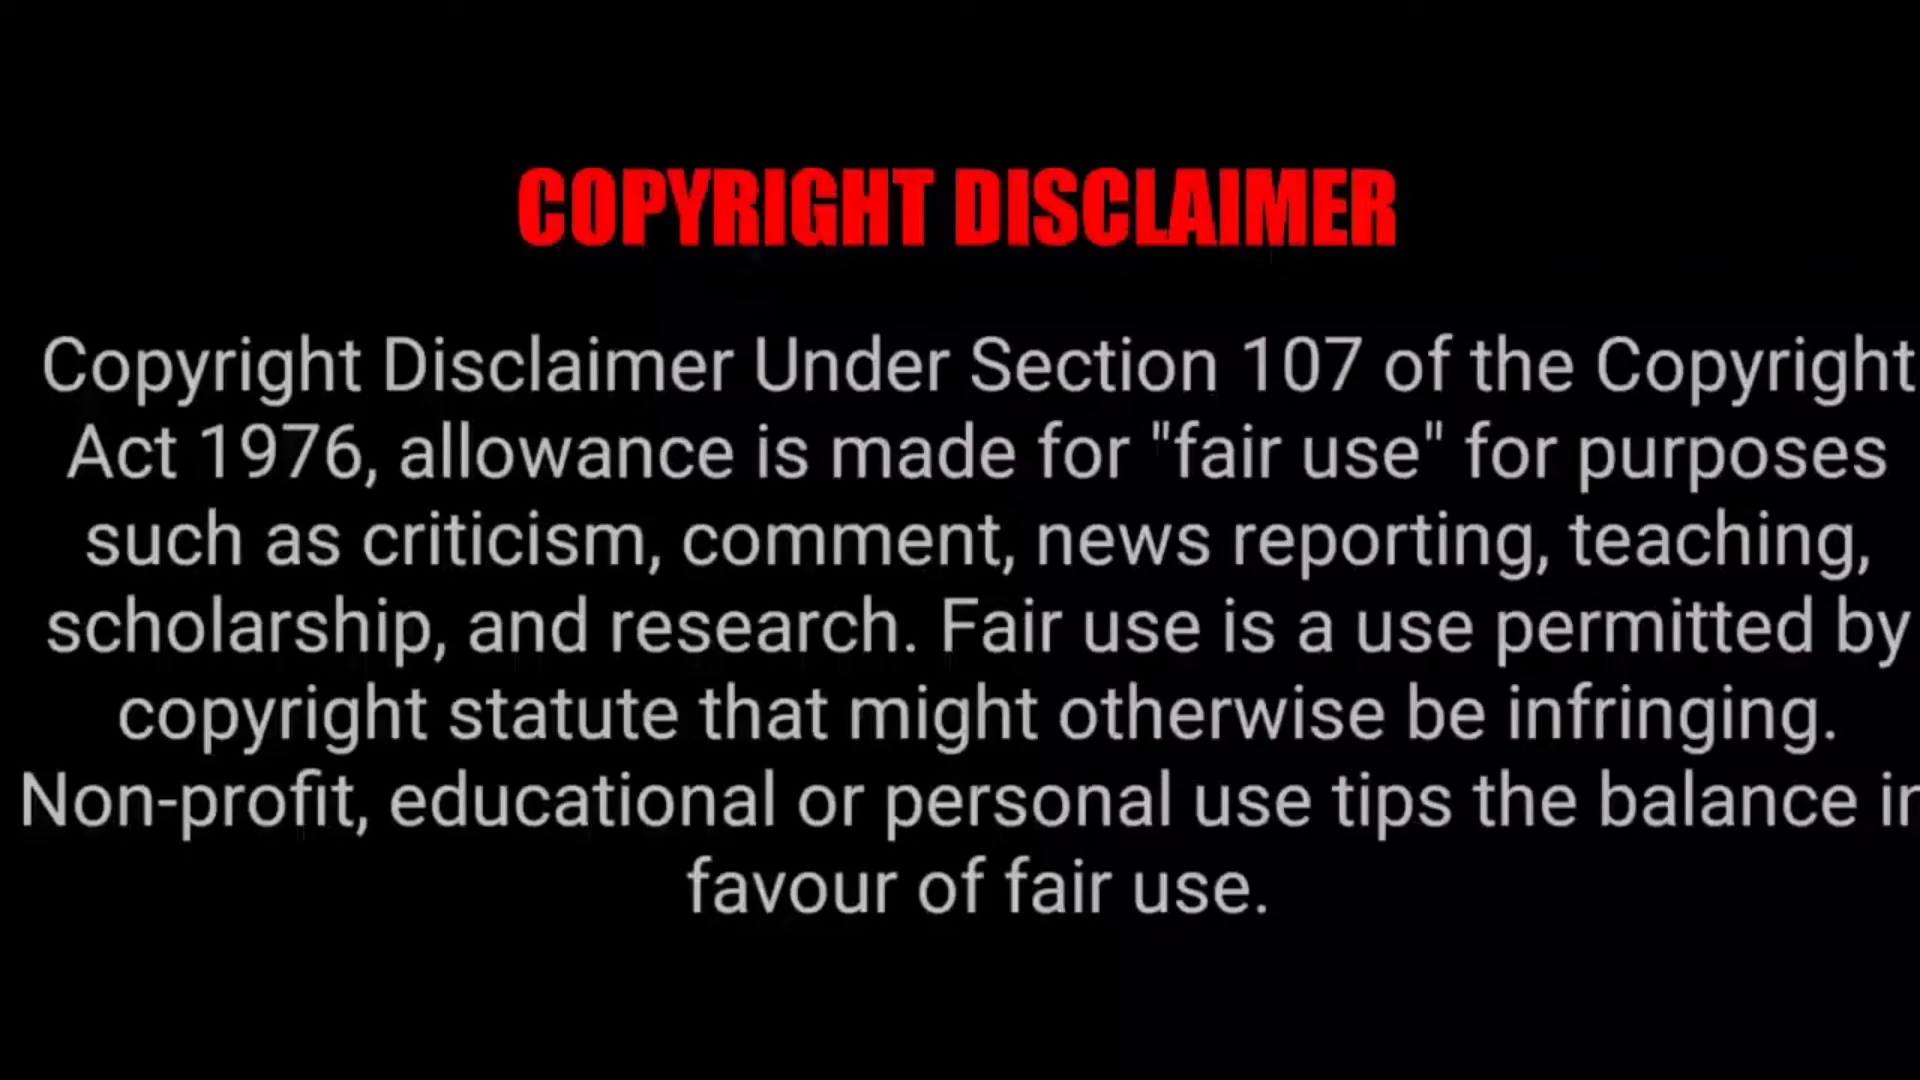 COPYRIGHT DISCLAIMER
Copyright Disclaimer Under Section 107 of the Copyright
Act 1976, allowance is made for "fair use" for purposes
such as criticism, comment, news reporting, teaching,
scholarship, and research. Fair use is a use permitted by
copyright statute that might otherwise be infringing.
Non-profit, educational or personal use tips the balance in
favour of fair use.